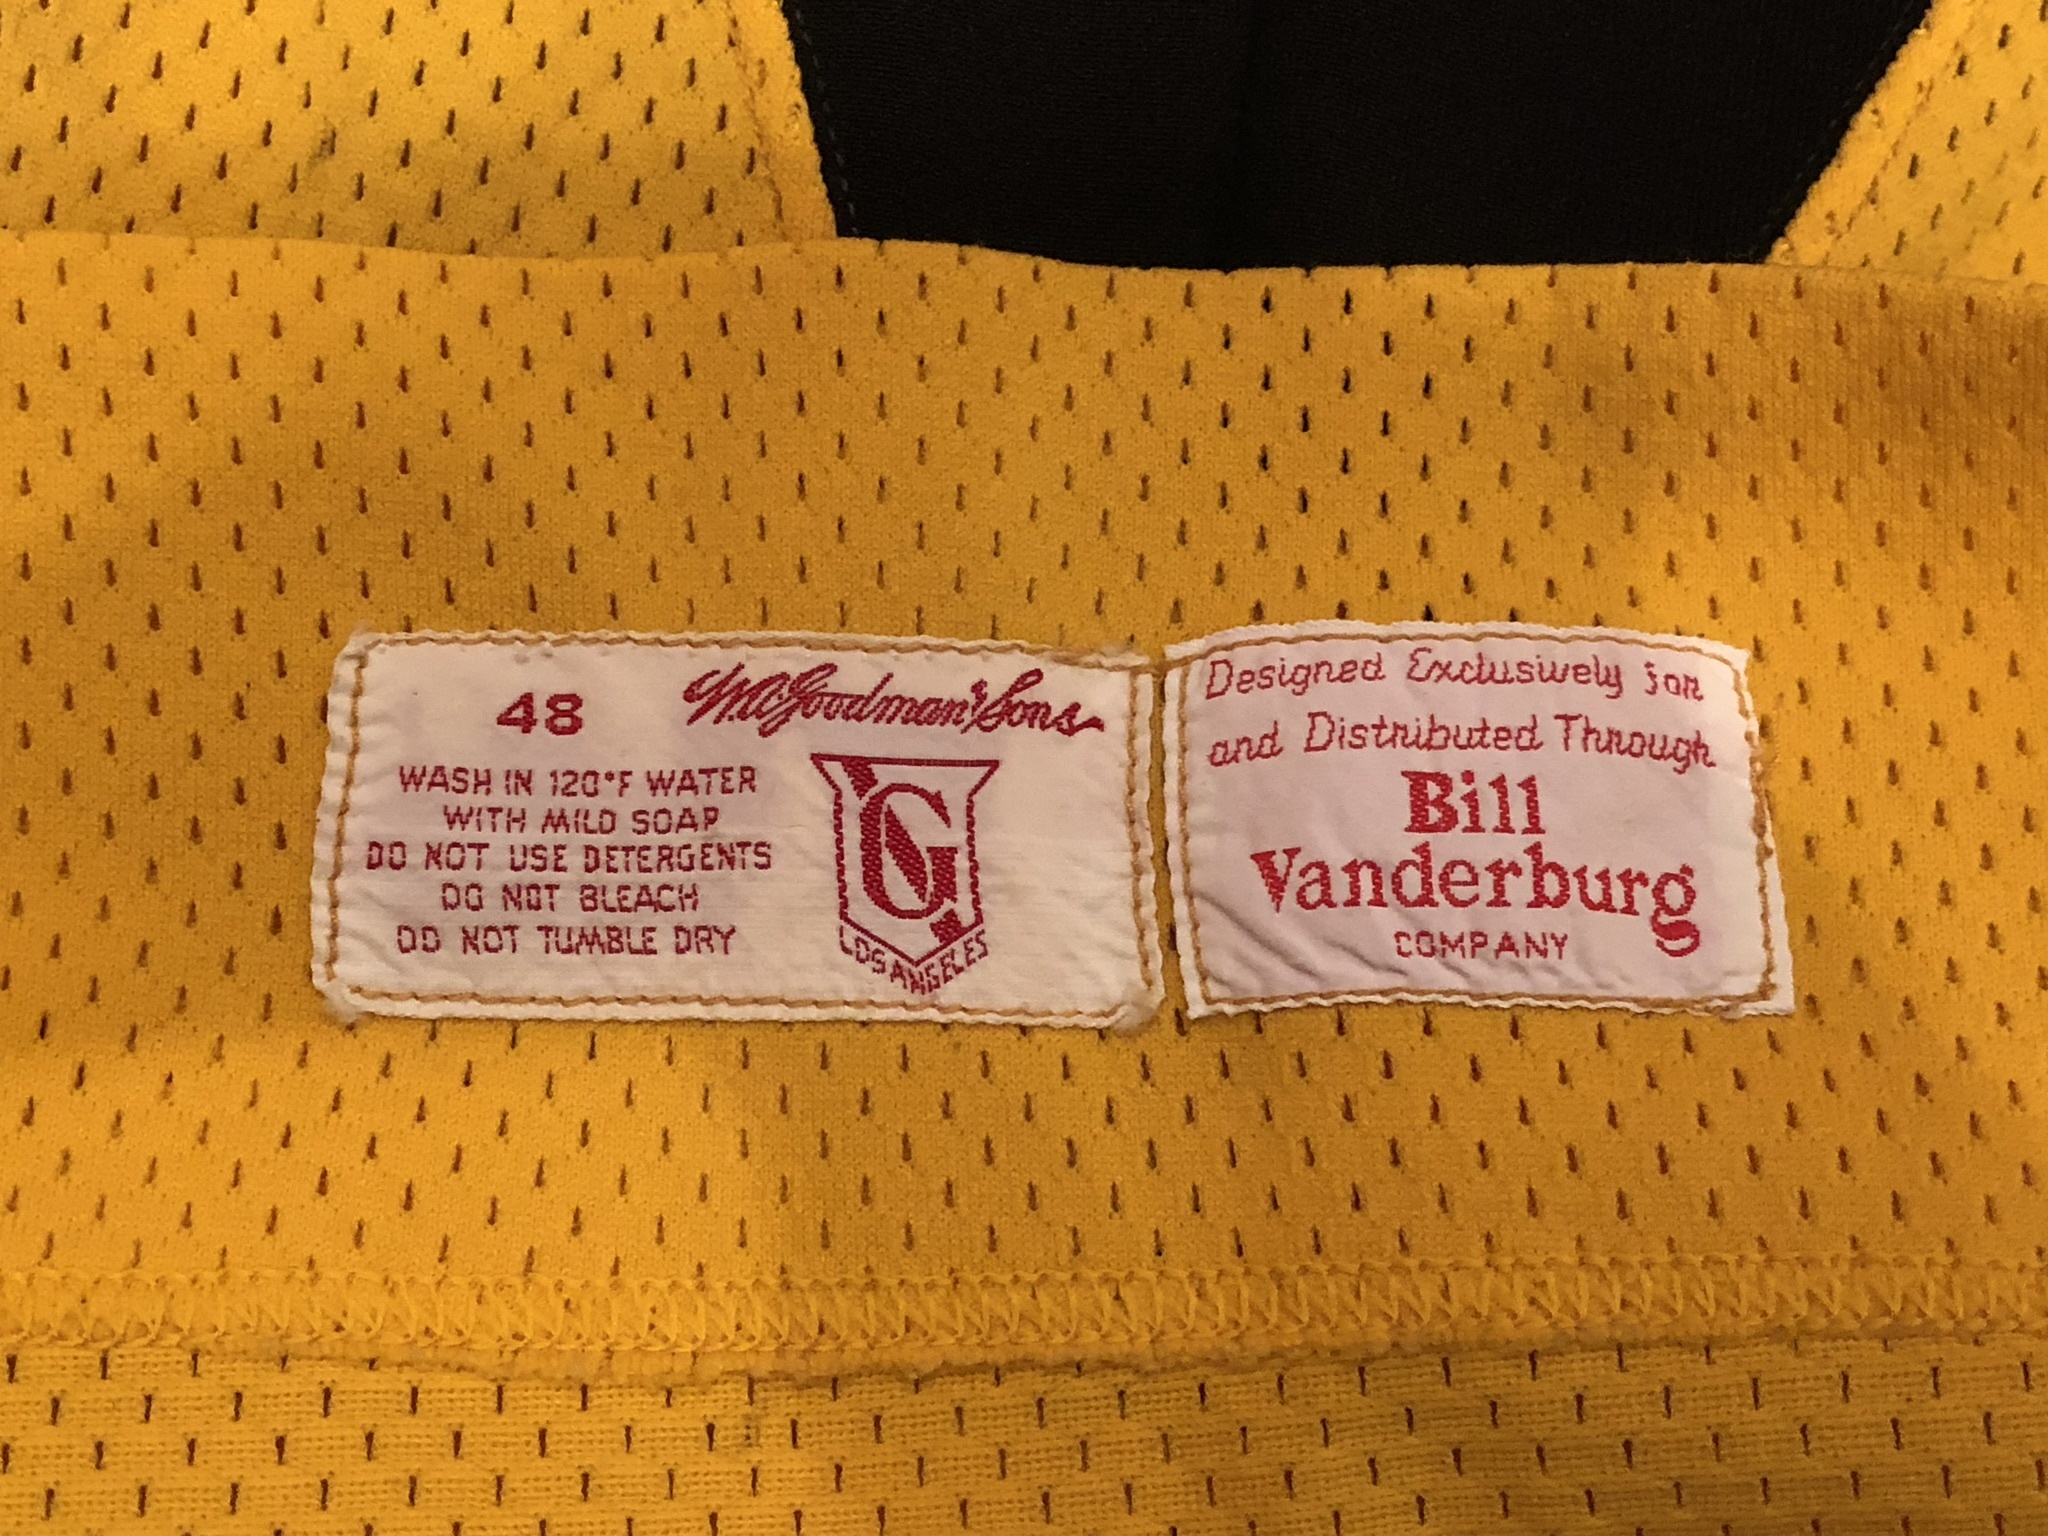 48
W.A. Goodman & Sons
WASH IN 120°F WATER
WITH MILD SOAP
DO NOT USE DETERGENTS
DO NOT BLEACH
DO NOT TUMBLE DRY
G
LOS ANGELES
Designed Exclusively for
and Distributed Through
Bill
Vanderburg
COMPANY